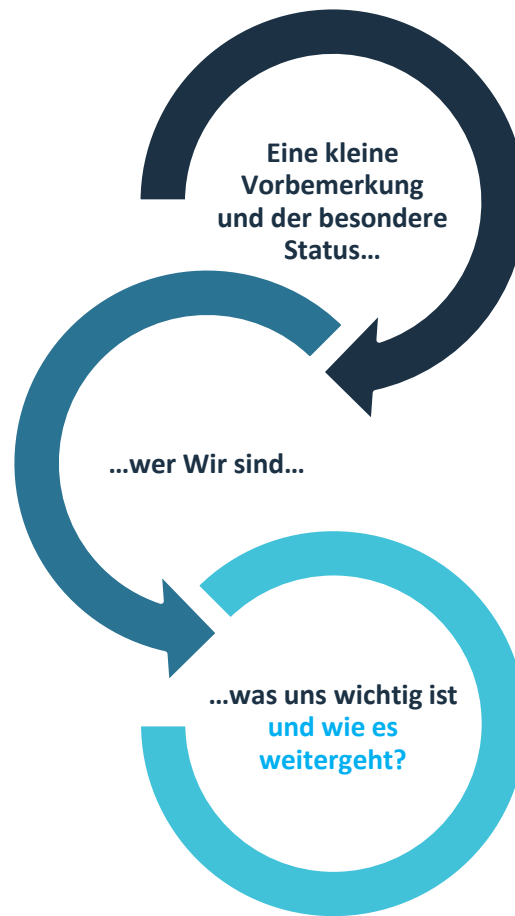 Eine kleine
Vorbemerkung
und der besondere
Status…
…wer Wir sind…
…was uns wichtig ist
und wie es
weitergeht?